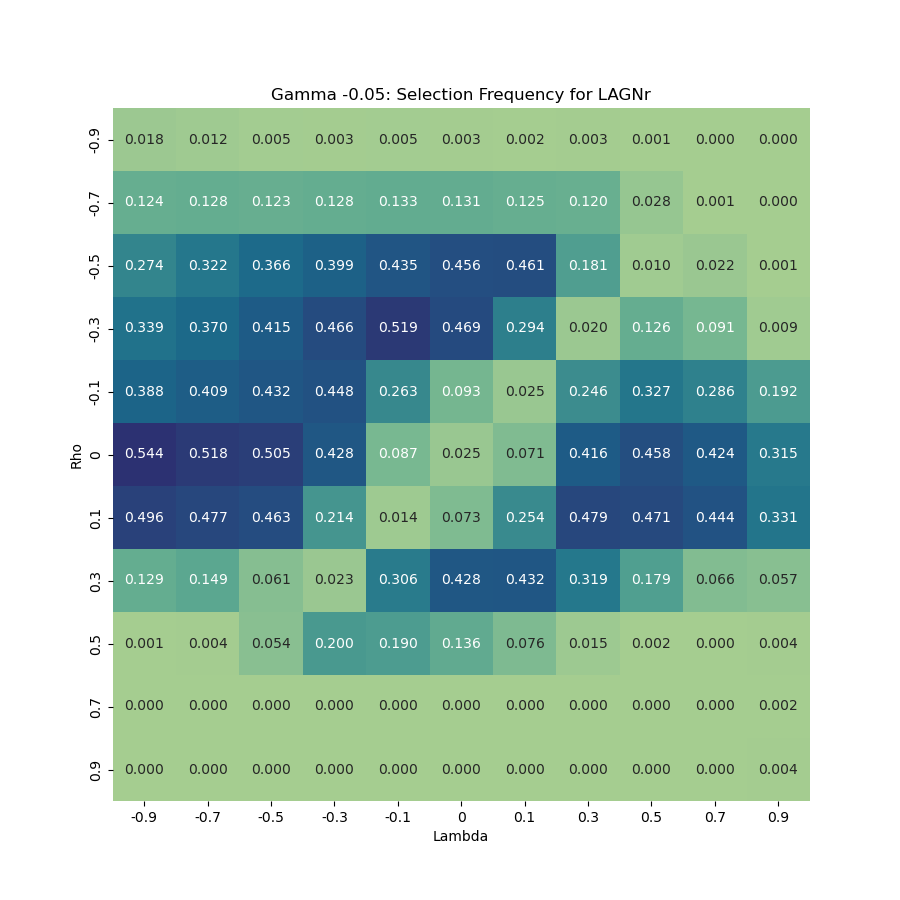 Gamma -0.05: Selection Frequency for LAGNr
-0.9 0.018 0.012 0.005 0.003 0.005 0.003 0.002 0.003 0.001 0.000 0.000
-0.7 0.124 0.128 0.123 0.128 0.133 0.131 0.125 0.120 0.028 0.001 0.000
-0.5 0.274 0.322 0.366 0.399 0.435 0.456 0.461 0.181 0.010 0.022 0.001
-0.3 0.339 0.370 0.415 0.466 0.519 0.469 0.294 0.020 0.126 0.091 0.009
-0.1 0.388 0.409 0.432 0.448 0.263 0.093 0.025 0.246 0.327 0.286 0.192
Rho
0 0.544 0.518 0.505 0.428 0.087 0.025 0.071 0.416 0.458 0.424 0.315
0.1 0.496 0.477 0.463 0.214 0.014 0.073 0.254 0.479 0.471 0.444 0.331
0.3 0.129 0.149 0.061 0.023 0.306 0.428 0.432 0.319 0.179 0.066 0.057
0.5 0.001 0.004 0.054 0.200 0.190 0.136 0.076 0.015 0.002 0.000 0.004
0.7 0.000 0.000 0.000 0.000 0.000 0.000 0.000 0.000 0.000 0.000 0.002
0.9 0.000 0.000 0.000 0.000 0.000 0.000 0.000 0.000 0.000 0.000 0.004
-0.9 -0.7 -0.5 -0.3 -0.1 0 0.1 0.3 0.5 0.7 0.9
Lambda